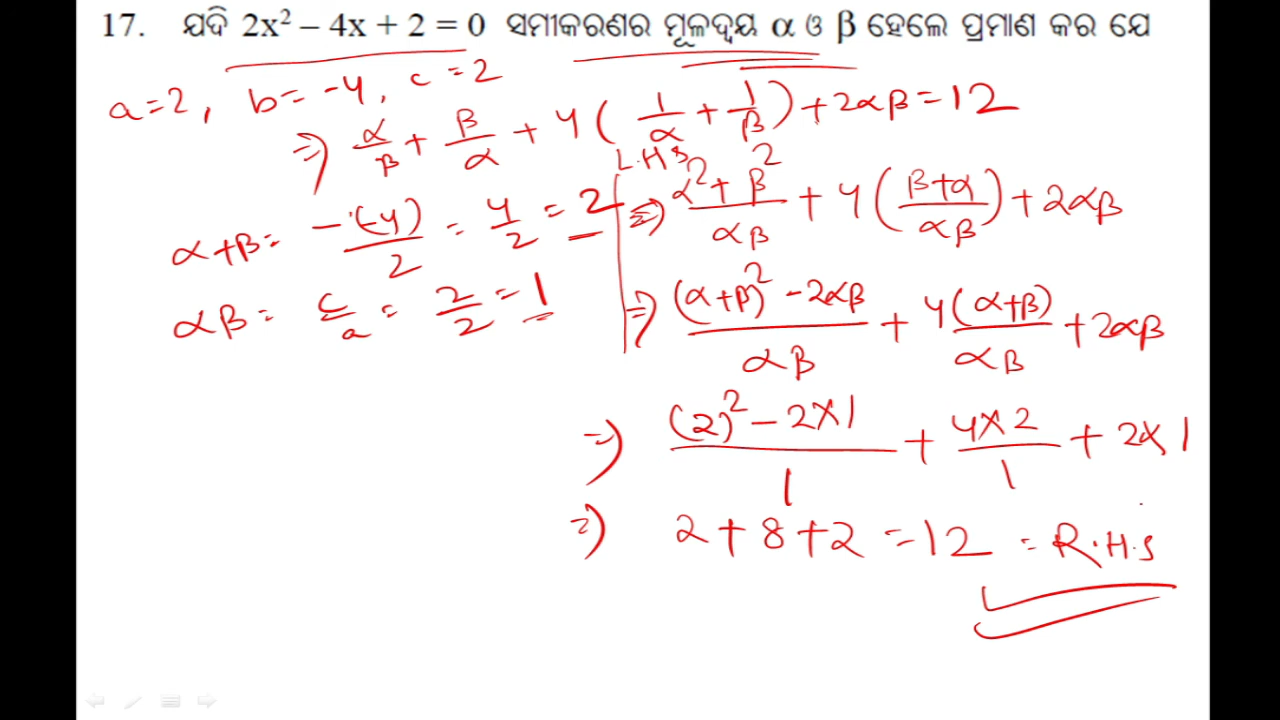 17. ଯଦି 2x² – 4x + 2 = 0 ସମୀକରଣର ମୂଳଦ୍ୱୟ α ଓ β ହେଲେ ପ୍ରମାଣ କର ଯେ
a=2, b= -4, c=2
⇒ α/β + β/α + 4(1/α + 1/β) + 2αβ = 12
L.H.S
α+β = -(-4)/2 = 4/2 = 2
⇒ α²+β²/αβ + 4(β+α/αβ) + 2αβ
αβ = c/a = 2/2 = 1
⇒ (α+β)² - 2αβ/αβ + 4(α+β)/αβ + 2αβ
⇒ (2)² - 2×1/1 + 4×2/1 + 2×1
⇒ 2+8+2 = 12 = R.H.S